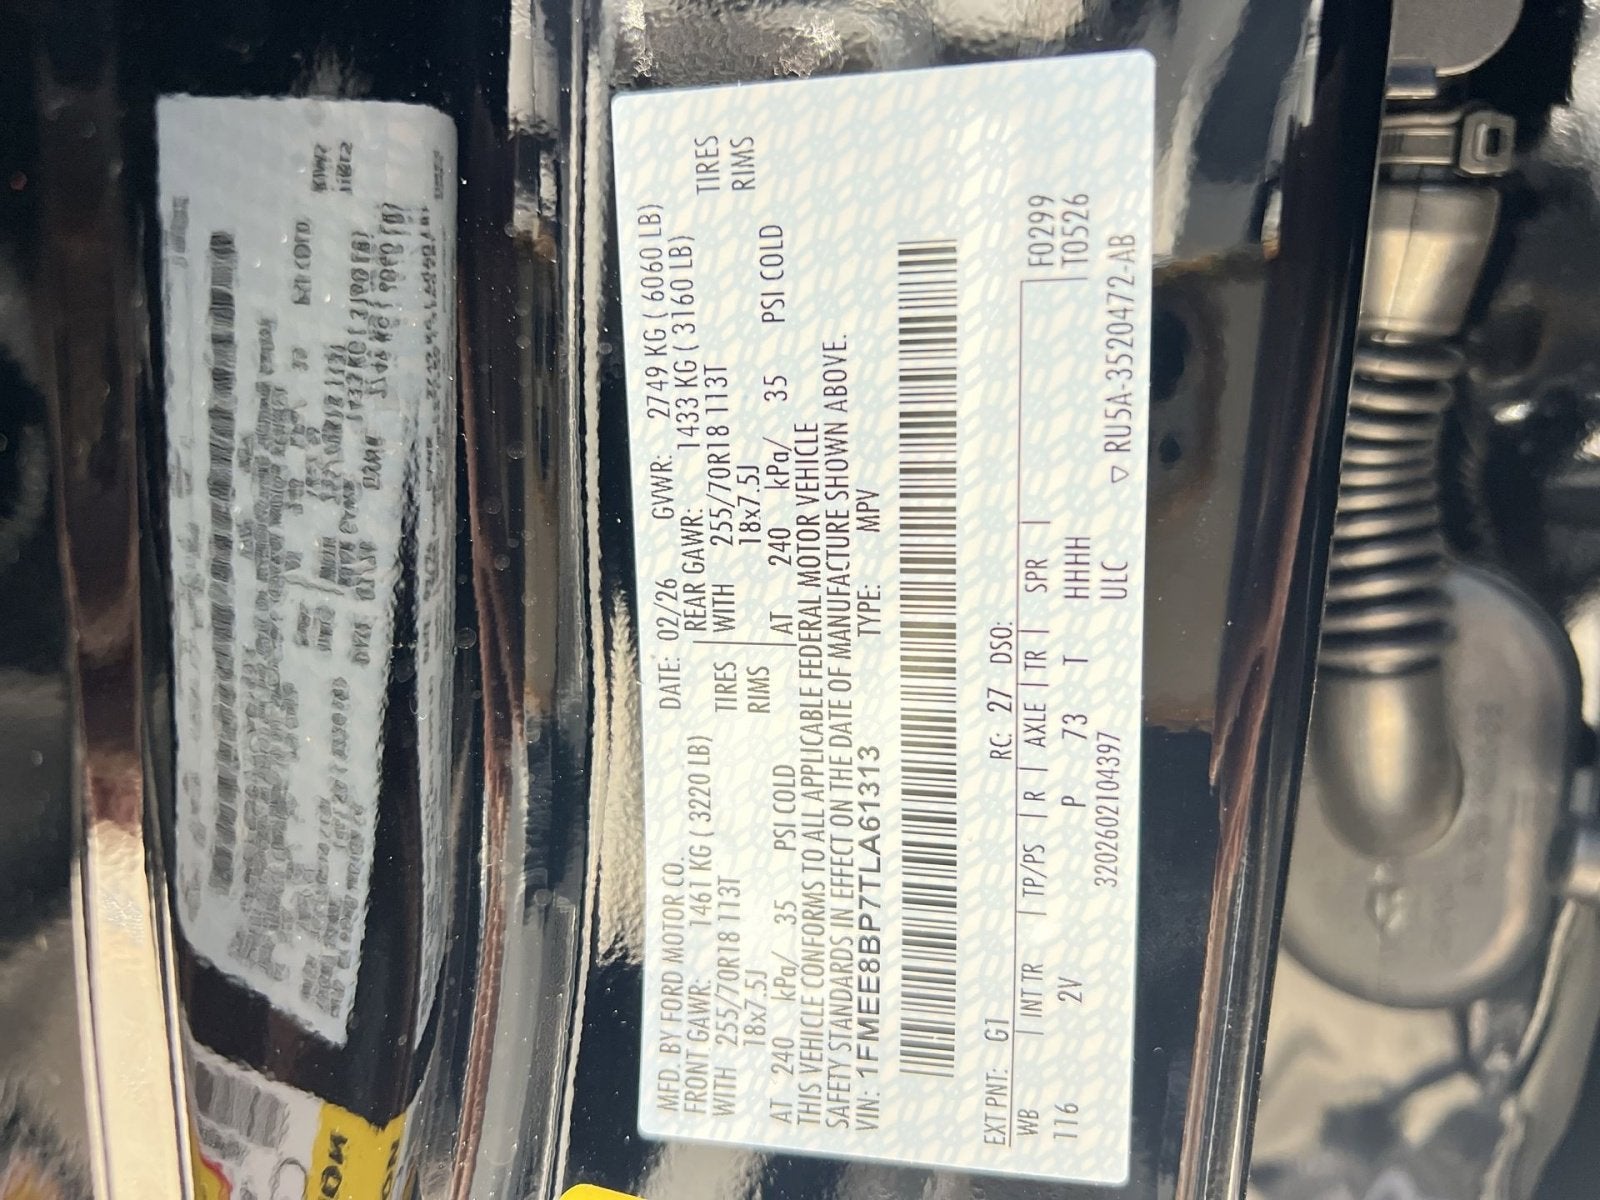 MFD. BY FORD MOTOR CO. DATE: 02/26 GVWR: 2749 KG ( 6060 LB)
FRONT GAWR: 1461 KG ( 3220 LB) REAR GAWR: 1433 KG ( 3160 LB)
WITH 255/70R18 113T TIRES WITH 255/70R18 113T TIRES
18x7.5J RIMS 18x7.5J RIMS
AT 240 kPa/ 35 PSI COLD AT 240 kPa/ 35 PSI COLD
THIS VEHICLE CONFORMS TO ALL APPLICABLE FEDERAL MOTOR VEHICLE
SAFETY STANDARDS IN EFFECT ON THE DATE OF MANUFACTURE SHOWN ABOVE.
VIN: 1FMEE8BP7TLA61313 TYPE: MPV
EXT PNT: G1 RC: 27 DSO: F0299
WB INT TR TP/PS R AXLE TR SPR T0526
116 2V P 73 T HHHH
3202602104397 ULC ▽ RU5A-3520472-AB